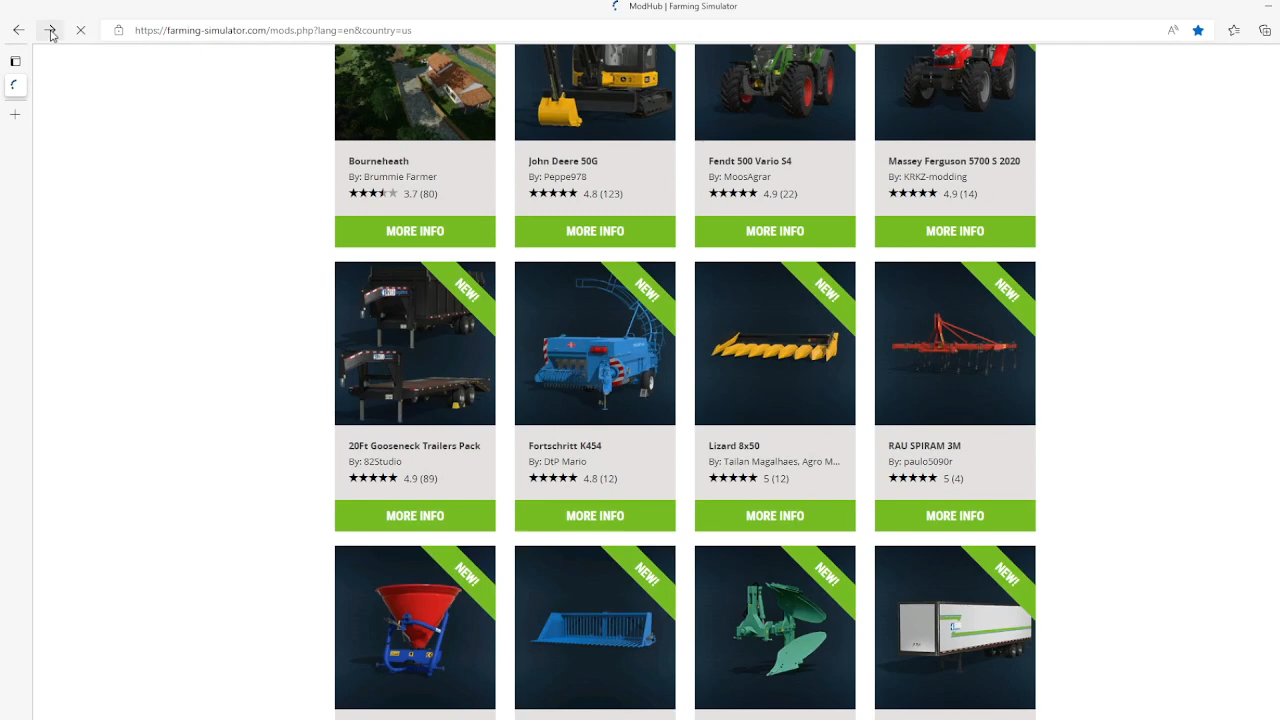 ModHub | Farming Simulator
https://farming-simulator.com/mods.php?lang=en&country=us
Bourneheath
By: Brummie Farmer
3.7 (80)
MORE INFO
John Deere 50G
By: Peppe978
4.8 (123)
MORE INFO
Fendt 500 Vario S4
By: MoosAgrar
4.9 (22)
MORE INFO
Massey Ferguson 5700 S 2020
By: KRKZ-modding
4.9 (14)
MORE INFO
NEW!
20Ft Gooseneck Trailers Pack
By: 82Studio
4.9 (89)
MORE INFO
NEW!
Fortschritt K454
By: DtP Mario
4.8 (12)
MORE INFO
NEW!
Lizard 8x50
By: Tailan Magalhaes, Agro M...
5 (12)
MORE INFO
NEW!
RAU SPIRAM 3M
By: paulo5090r
5 (4)
MORE INFO
NEW!
NEW!
NEW!
NEW!